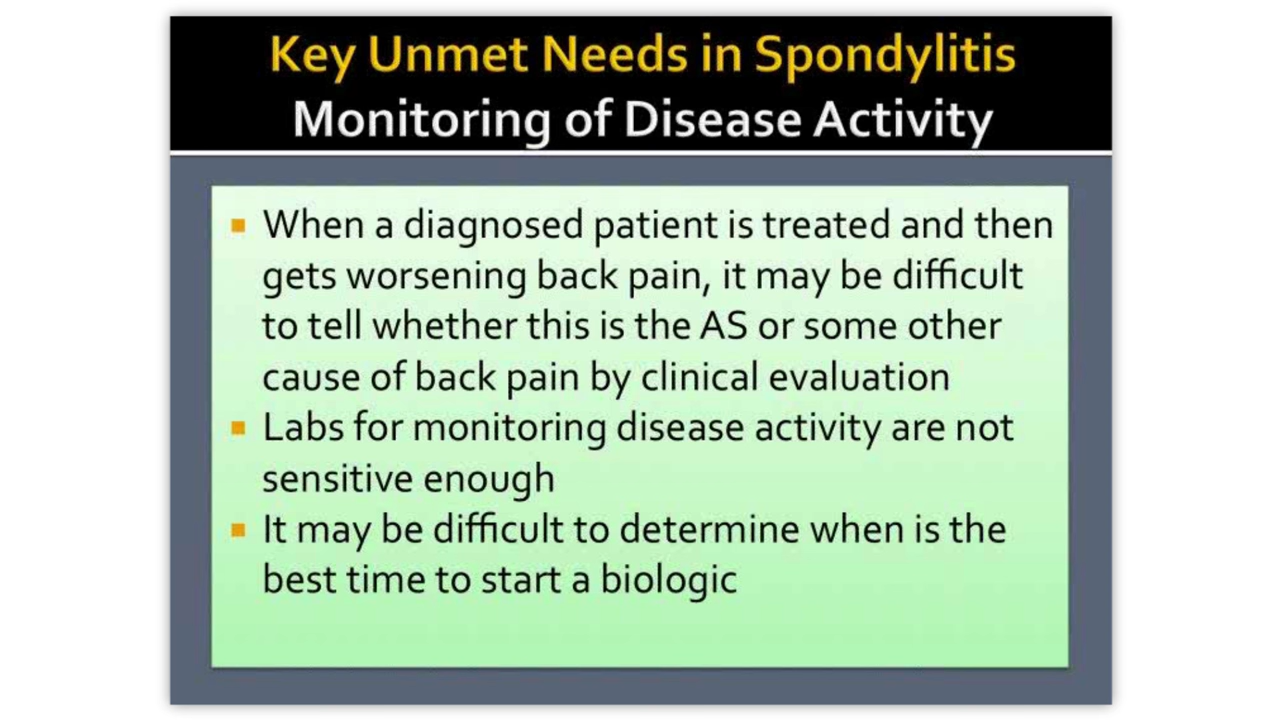 Key Unmet Needs in Spondylitis
Monitoring of Disease Activity
When a diagnosed patient is treated and then
gets worsening back pain, it may be difficult
to tell whether this is the AS or some other
cause of back pain by clinical evaluation
Labs for monitoring disease activity are not
sensitive enough
It may be difficult to determine when is the
best time to start a biologic